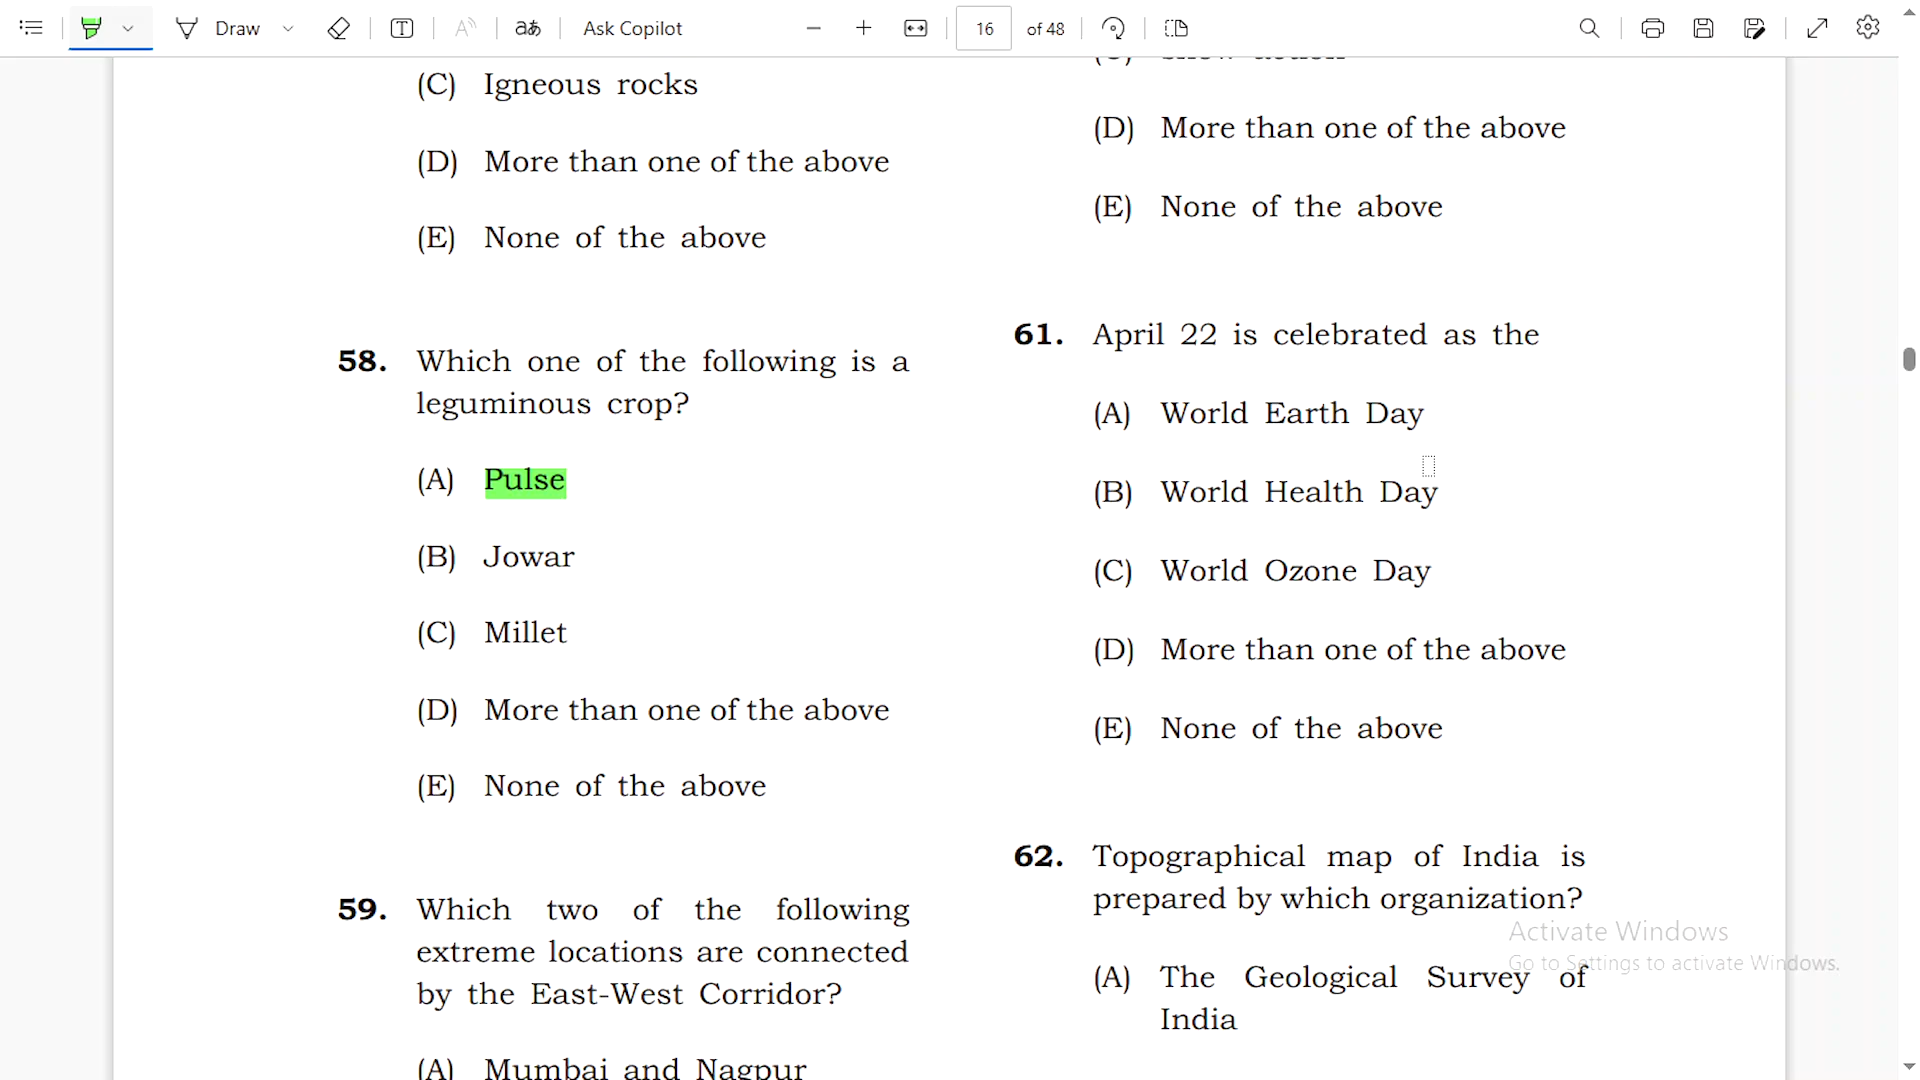 Draw
Ask Copilot
16
of 48
(C) Igneous rocks
(D) More than one of the above
(E) None of the above
58. Which one of the following is a
leguminous crop?
(A) Pulse
(B) Jowar
(C) Millet
(D) More than one of the above
(E) None of the above
59. Which two of the following
extreme locations are connected
by the East-West Corridor?
(A) Mumbai and Nagpur
(D) More than one of the above
(E) None of the above
61. April 22 is celebrated as the
(A) World Earth Day
(B) World Health Day
(C) World Ozone Day
(D) More than one of the above
(E) None of the above
62. Topographical map of India is
prepared by which organization?
(A) The Geological Survey of
India
Activate Windows
Go to Settings to activate Windows.